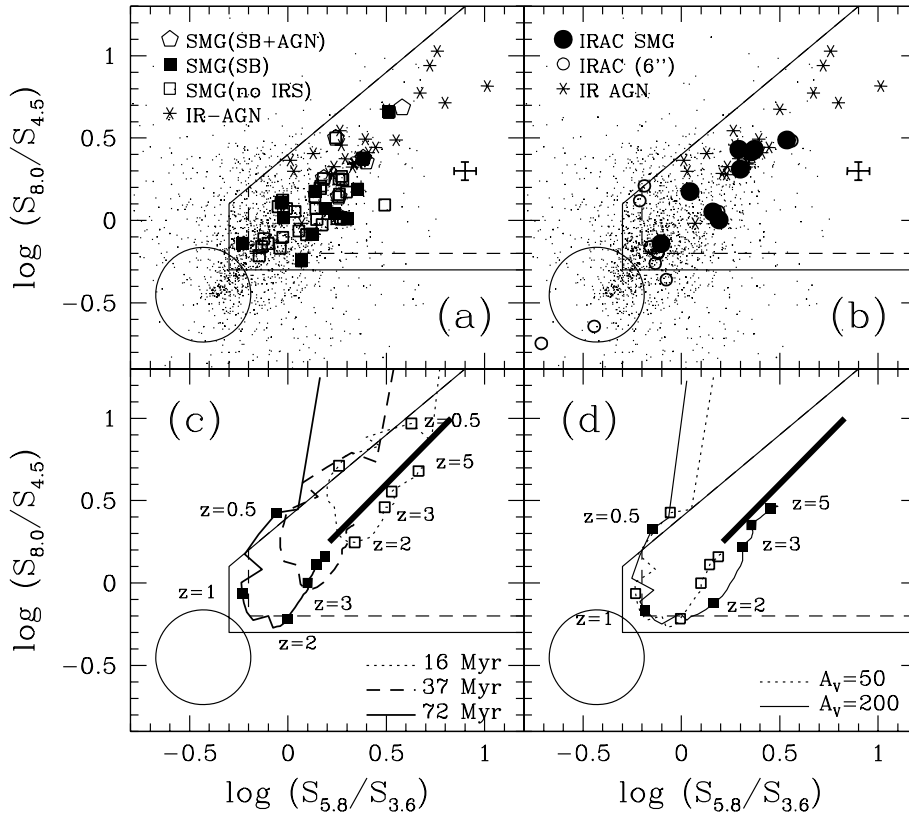 SMG(SB+AGN)
SMG(SB)
SMG(no IRS)
IR-AGN
(a)
IRAC SMG
IRAC (6'')
IR AGN
(b)
1
0.5
0
-0.5
log (S8.0/S4.5)
(c)
z=0.5
z=0.5
z=5
z=3
z=2
z=1
z=3
z=2
16 Myr
37 Myr
72 Myr
(d)
z=0.5
z=5
z=3
z=2
z=1
AV=50
AV=200
1
0.5
0
-0.5
log (S8.0/S4.5)
-0.5 0 0.5 1
-0.5 0 0.5 1
log (S5.8/S3.6)
log (S5.8/S3.6)